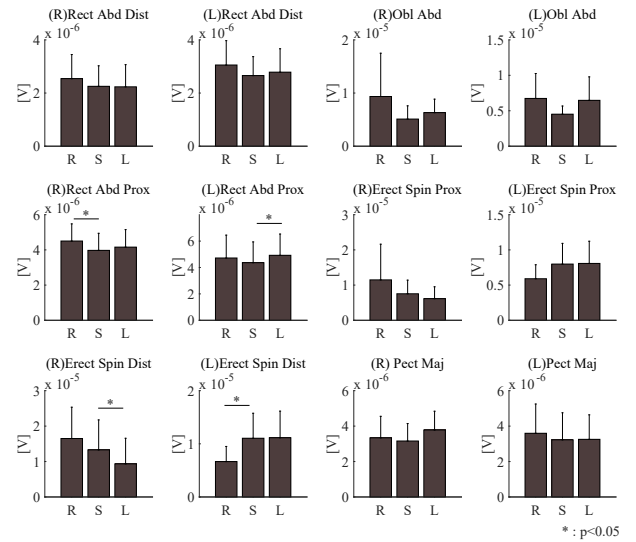 (R)Rect Abd Dist (L)Rect Abd Dist (R)Obl Abd (L)Obl Abd
x 10⁻⁶ x 10⁻⁶ x 10⁻⁵ x 10⁻⁵
4 4 2 1.5
1
[V] 2 [V] 2 [V] 1 [V]
0.5
0 0 0 0
R S L R S L R S L R S L
(R)Rect Abd Prox (L)Rect Abd Prox (R)Erect Spin Prox (L)Erect Spin Prox
x 10⁻⁶ x 10⁻⁶ x 10⁻⁵ x 10⁻⁵
6 * * 3 1.5
6
4 2 1
[V] [V] 4 [V] [V]
2 2 1 0.5
0 0 0 0
R S L R S L R S L R S L
(R)Erect Spin Dist (L)Erect Spin Dist (R) Pect Maj (L)Pect Maj
x 10⁻⁵ x 10⁻⁵ x 10⁻⁶ x 10⁻⁶
3 * 2 * 6 6
2 4 4
[V] [V] 1 [V] [V]
1 2 2
0 0 0 0
R S L R S L R S L R S L
* : p<0.05